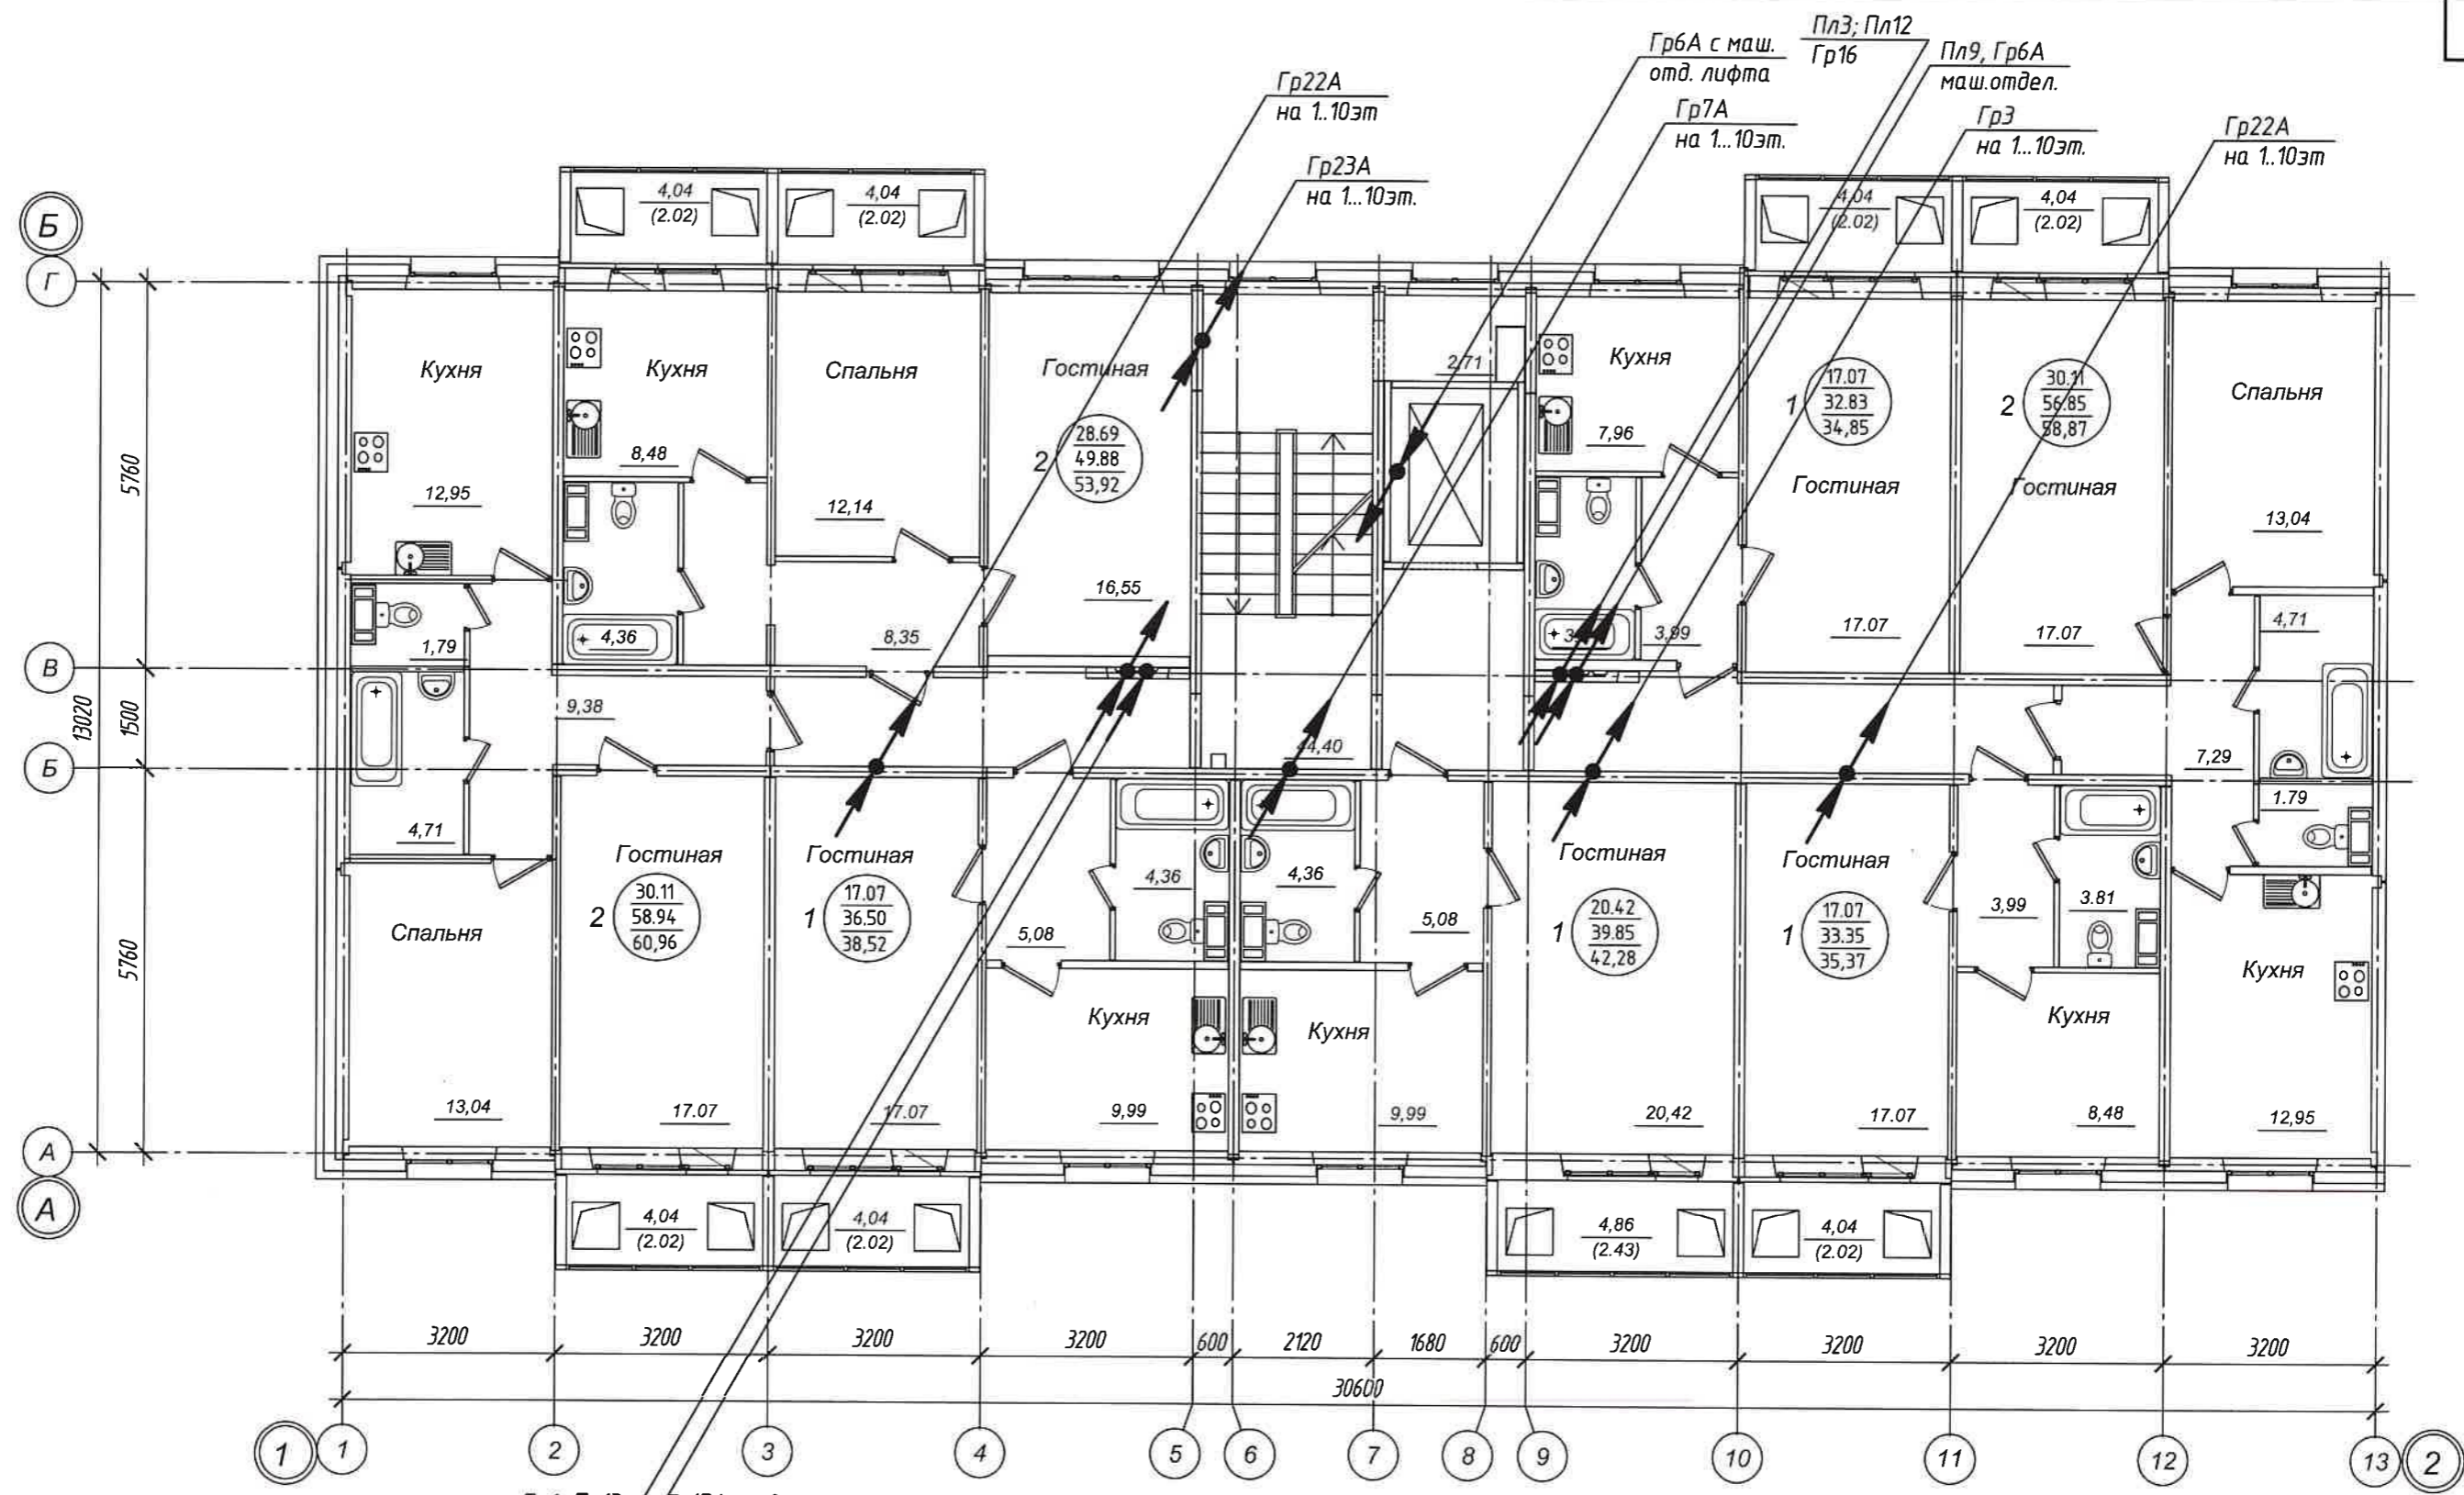 Гр22А
на 1..10эт
Гр23А
на 1...10эт.
Гр6А с маш.
отд. лифта
Пл3; Пл12
Гр16
Гр7А
на 1...10эт.
Пл9, Гр6А
маш.отдел.
Гр3
на 1...10эт.
Гр22А
на 1..10эт
Б
Г
4,04
(2.02)
4,04
(2.02)
4,04
(2.02)
4,04
(2.02)
Кухня
12,95
Кухня
8,48
Спальня
12,14
Гостиная
2
28.69
49.88
53,92
16,55
2,71
Кухня
7,96
1
17.07
32.83
34,85
Гостиная
17.07
2
30.11
56.85
58,87
Гостиная
17.07
Спальня
13,04
5760
1,79
4,36
8,35
3,99
4,71
В
13020
1500
9,38
44,40
7,29
Б
4,71
1.79
5760
Спальня
13,04
Гостиная
2
30.11
58.94
60,96
17.07
Гостиная
1
17.07
36.50
38,52
17.07
4,36
5,08
Кухня
9,99
4,36
5,08
Кухня
9,99
Гостиная
1
20.42
39.85
42,28
20,42
Гостиная
1
17.07
33.35
35,37
17.07
3,99
3.81
Кухня
8,48
Кухня
12,95
А
А
4,04
(2.02)
4,04
(2.02)
4,86
(2.43)
4,04
(2.02)
3200
3200
3200
3200
600
2120
1680
600
3200
3200
3200
3200
30600
1
1
2
3
4
5
6
7
8
9
10
11
12
13
2